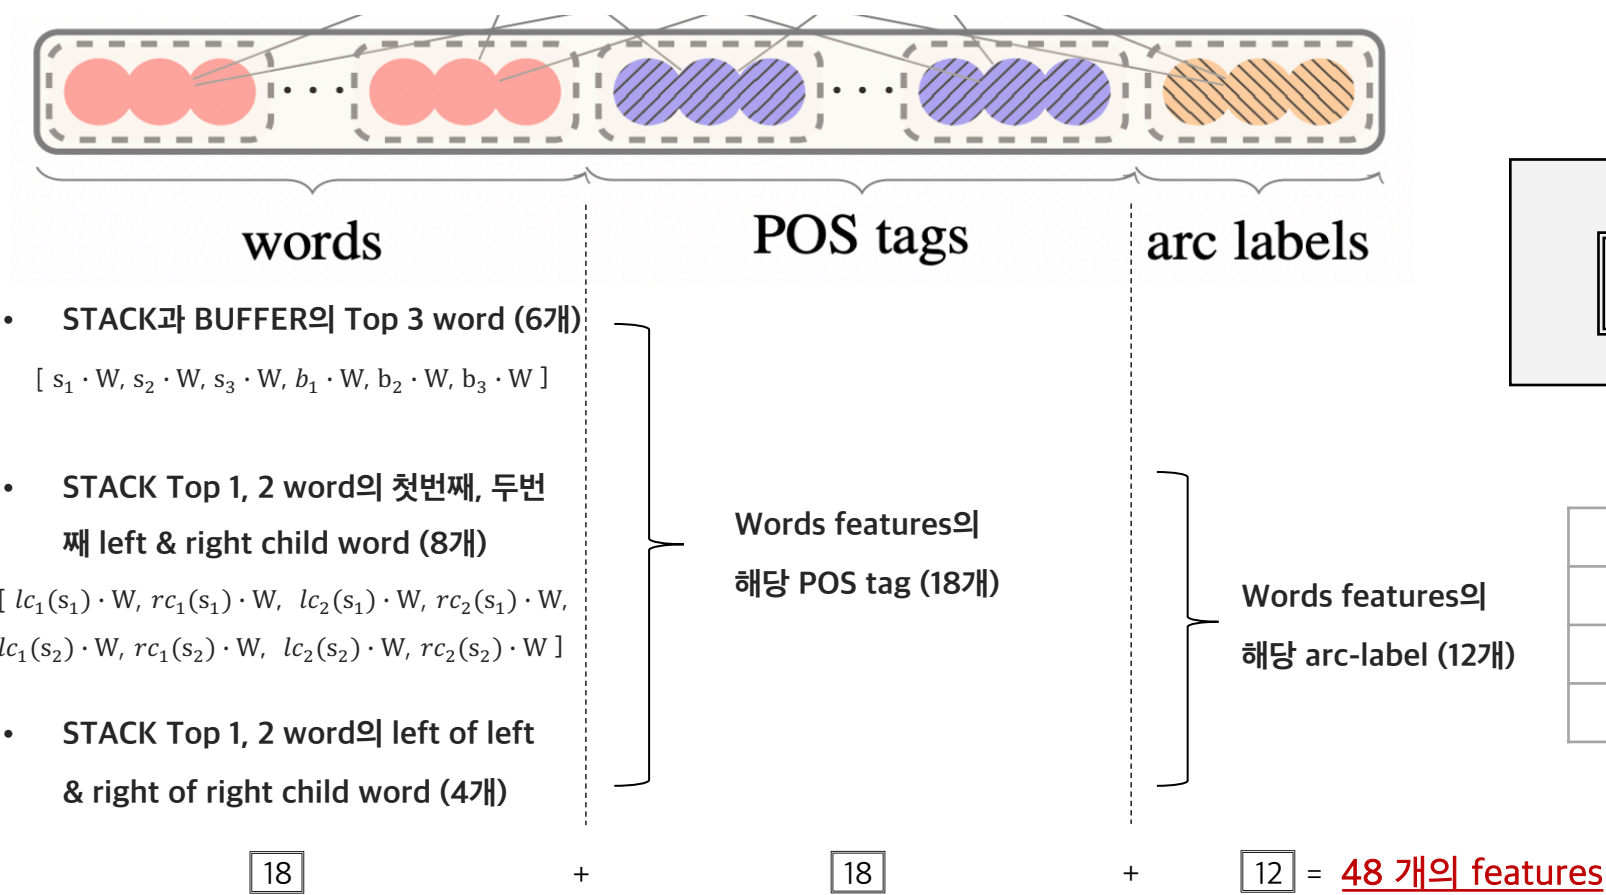 words
POS tags
arc labels
• STACK과 BUFFER의 Top 3 word (6개)
[ s₁ · W, s₂ · W, s₃ · W, b₁ · W, b₂ · W, b₃ · W ]
• STACK Top 1, 2 word의 첫번째, 두번
째 left & right child word (8개)
[ lc₁(s₁) · W, rc₁(s₁) · W, lc₂(s₁) · W, rc₂(s₁) · W,
lc₁(s₂) · W, rc₁(s₂) · W, lc₂(s₂) · W, rc₂(s₂) · W ]
• STACK Top 1, 2 word의 left of left
& right of right child word (4개)
Words features의
해당 POS tag (18개)
Words features의
해당 arc-label (12개)
18 + 18 + 12 = 48 개의 features